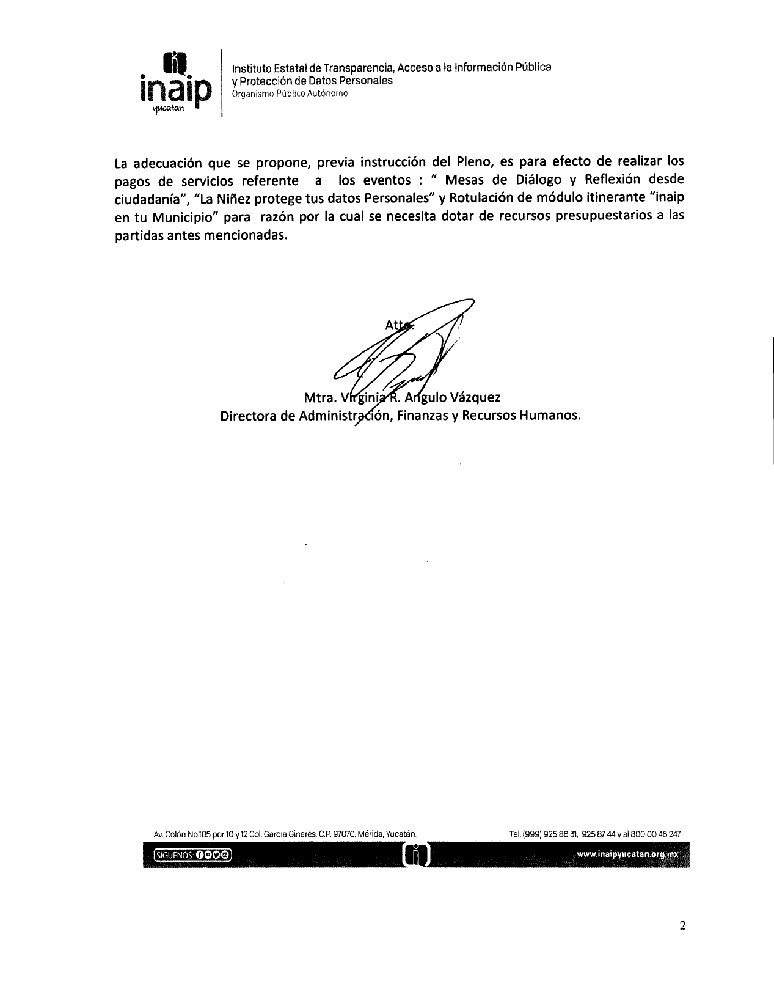 inaip
yucatán
Instituto Estatal de Transparencia, Acceso a la Información Pública
y Protección de Datos Personales
Organismo Público Autónomo
La adecuación que se propone, previa instrucción del Pleno, es para efecto de realizar los
pagos de servicios referente a los eventos : " Mesas de Diálogo y Reflexión desde
ciudadanía", "La Niñez protege tus datos Personales" y Rotulación de módulo itinerante "inaip
en tu Municipio" para razón por la cual se necesita dotar de recursos presupuestarios a las
partidas antes mencionadas.
Atte.
Mtra. Virginia R. Angulo Vázquez
Directora de Administración, Finanzas y Recursos Humanos.
Av. Colón No.185 por 10 y 12 Col. García Ginerés. C.P. 97070. Mérida, Yucatán.
Tel. (999) 925 86 31, 925 87 44 y al 800 00 46 247
SÍGUENOS:
www.inaipyucatan.org.mx
2